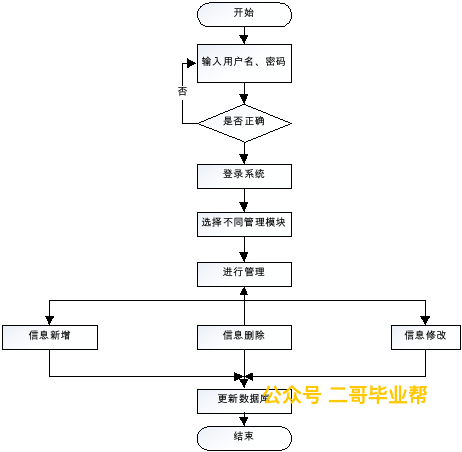 开始
输入用户名、密码
否
是否正确
登录系统
选择不同管理模块
进行管理
信息新增
信息删除
信息修改
更新数据库
公众号 二哥毕业帮
结束